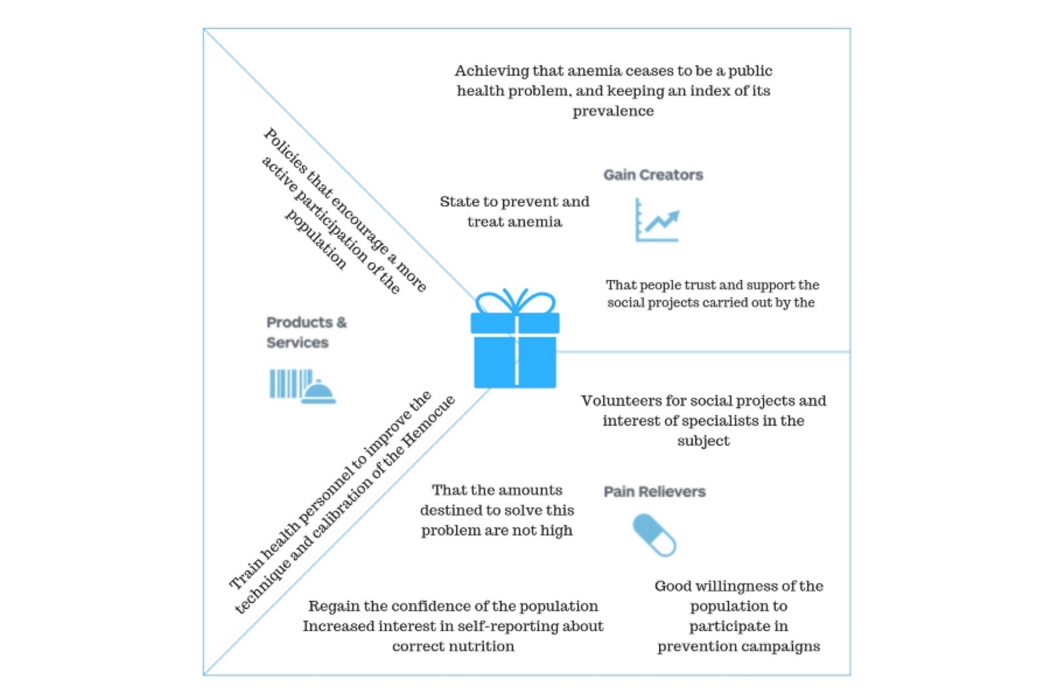 Achieving that anemia ceases to be a public
health problem, and keeping an index of its
prevalence
Gain Creators
State to prevent and
treat anemia
That people trust and support the
social projects carried out by the
Policies that encourage a more
active participation of the
population
Products &
Services
Train health personnel to improve the
technique and calibration of the Hemocue
Volunteers for social projects and
interest of specialists in the
subject
Pain Relievers
That the amounts
destined to solve this
problem are not high
Good willingness of the
population to
participate in
prevention campaigns
Regain the confidence of the population
Increased interest in self-reporting about
correct nutrition